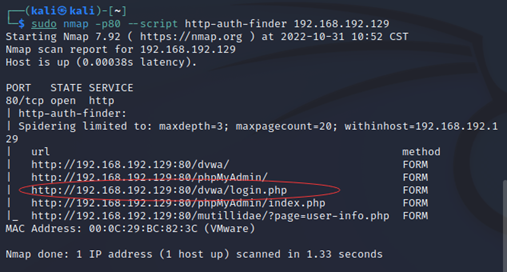 ┌──(kali㉿kali)-[~]
└─$ sudo nmap -p80 --script http-auth-finder 192.168.192.129
Starting Nmap 7.92 ( https://nmap.org ) at 2022-10-31 10:52 CST
Nmap scan report for 192.168.192.129
Host is up (0.00038s latency).

PORT   STATE SERVICE
80/tcp open  http
| http-auth-finder:
| Spidering limited to: maxdepth=3; maxpagecount=20; withinhost=192.168.192.1
29
|   url                                                   method
|   http://192.168.192.129:80/dvwa/                       FORM
|   http://192.168.192.129:80/phpMyAdmin/                 FORM
|   http://192.168.192.129:80/dvwa/login.php              FORM
|   http://192.168.192.129:80/phpMyAdmin/index.php        FORM
|_  http://192.168.192.129:80/mutillidae/?page=user-info.php  FORM
MAC Address: 00:0C:29:BC:82:3C (VMware)

Nmap done: 1 IP address (1 host up) scanned in 1.33 seconds